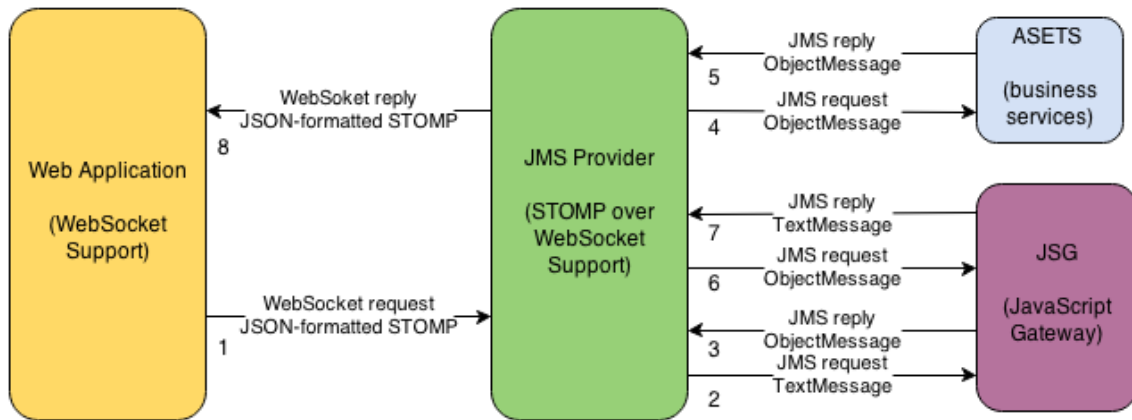 Web Application
(WebSocket
Support)
WebSoket reply
JSON-formatted STOMP
8
WebSocket request
JSON-formatted STOMP
1
JMS Provider
(STOMP over
WebSocket
Support)
JMS reply
ObjectMessage
5
JMS request
ObjectMessage
4
JMS reply
TextMessage
7
JMS request
ObjectMessage
6
JMS reply
ObjectMessage
3
JMS request
TextMessage
2
ASETS
(business
services)
JSG
(JavaScript
Gateway)